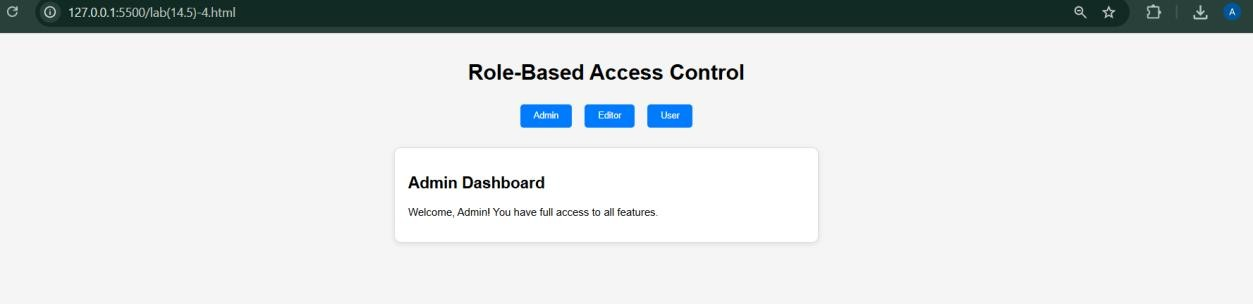 127.0.0.1:5500/lab(14.5)-4.html
A
Role-Based Access Control
Admin Editor User
Admin Dashboard
Welcome, Admin! You have full access to all features.